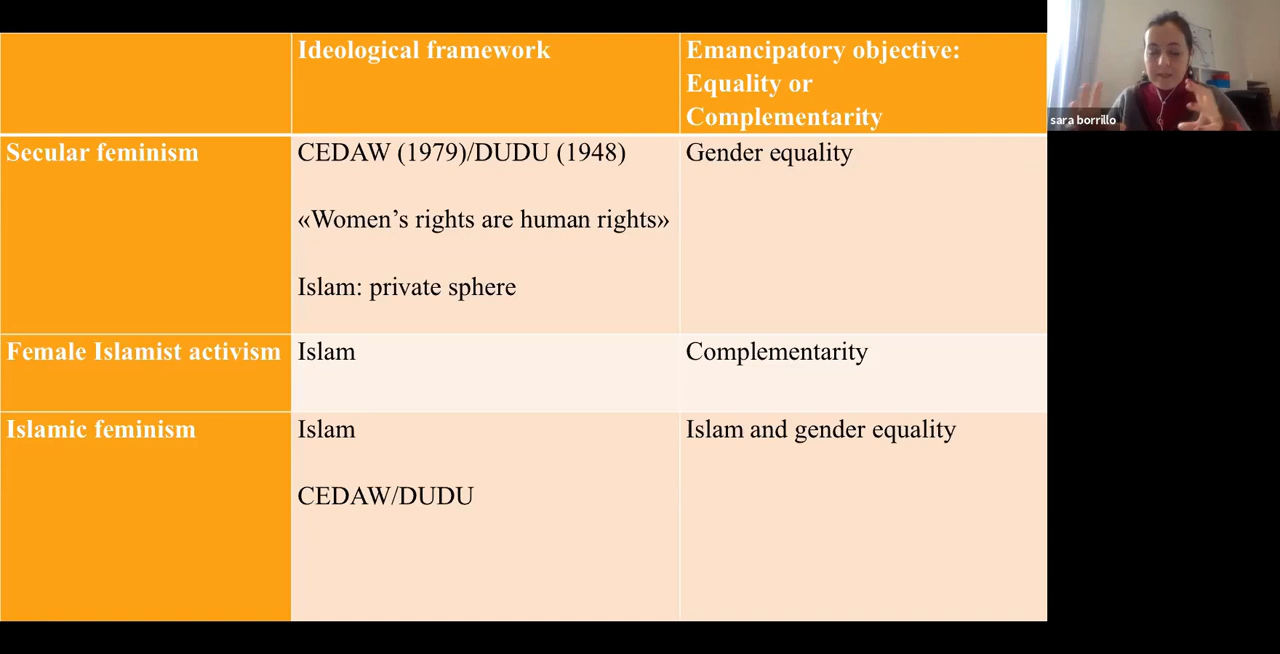 Ideological framework
Emancipatory objective:
Equality or
Complementarity
sara borrillo
Secular feminism
CEDAW (1979)/DUDU (1948)
Gender equality
«Women’s rights are human rights»
Islam: private sphere
Female Islamist activism
Islam
Complementarity
Islamic feminism
Islam
Islam and gender equality
CEDAW/DUDU